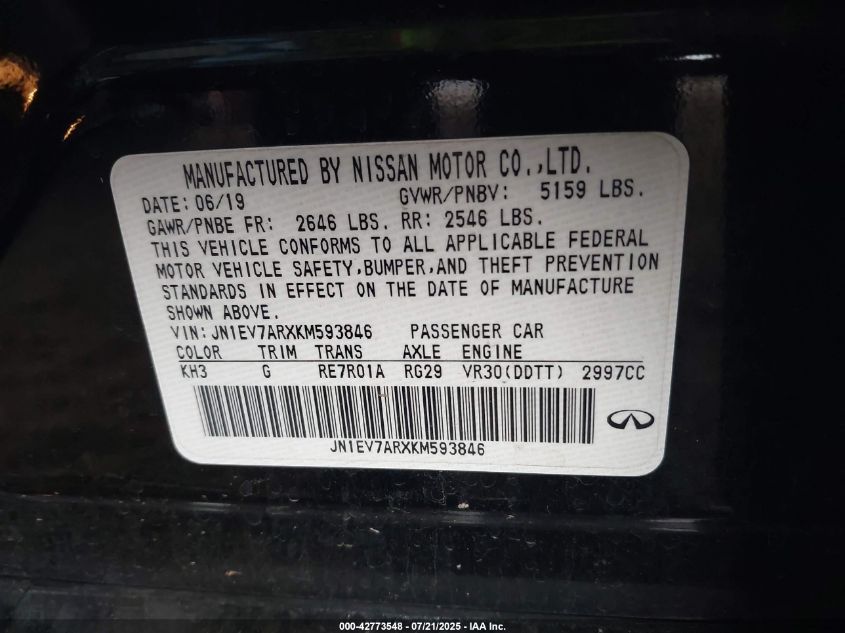 MANUFACTURED BY NISSAN MOTOR CO.,LTD.
DATE: 06/19 GVWR/PNBV: 5159 LBS.
GAWR/PNBE FR: 2646 LBS. RR: 2546 LBS.
THIS VEHICLE CONFORMS TO ALL APPLICABLE FEDERAL
MOTOR VEHICLE SAFETY,BUMPER,AND THEFT PREVENTION
STANDARDS IN EFFECT ON THE DATE OF MANUFACTURE
SHOWN ABOVE.
VIN:JN1EV7ARXKM593846 PASSENGER CAR
COLOR TRIM TRANS AXLE ENGINE
KH3 G RE7R01A RG29 VR30(DDTT) 2997CC
JN1EV7ARXKM593846
000-42773548 - 07/21/2025 - IAA Inc.